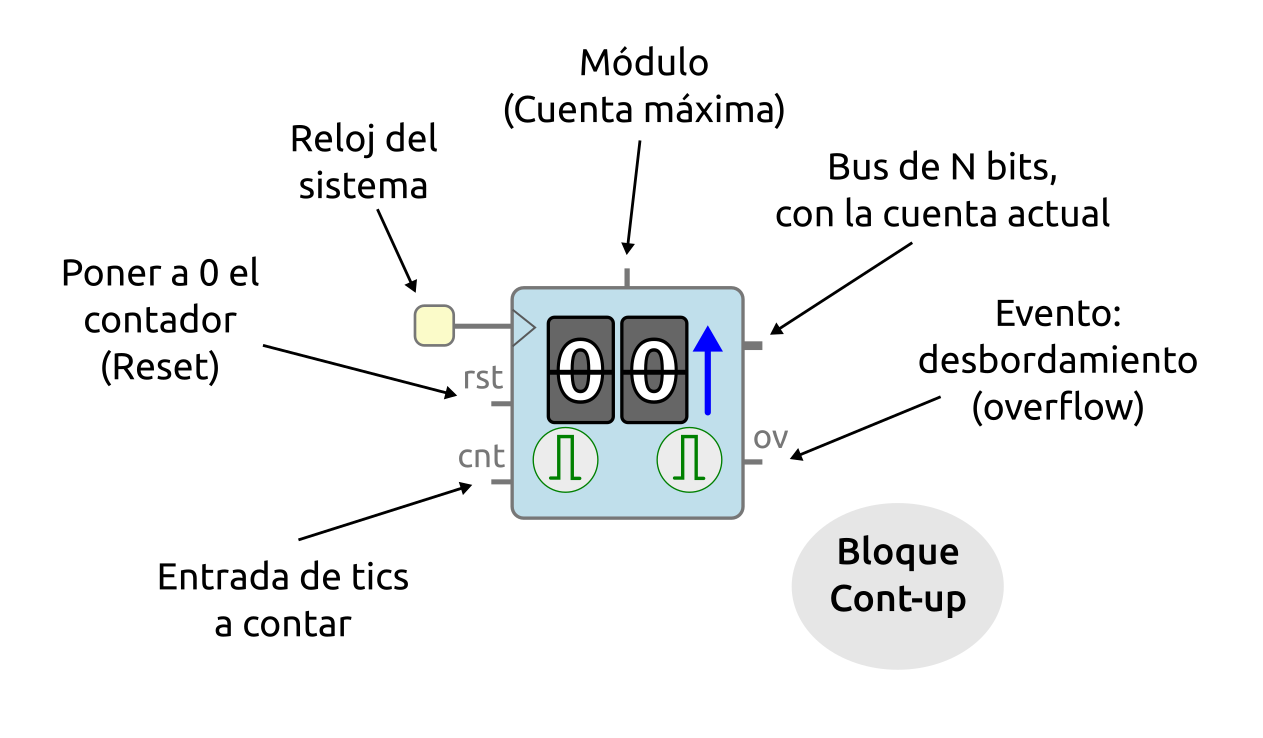 Módulo
(Cuenta máxima)
Reloj del
sistema
Bus de N bits,
con la cuenta actual
Poner a 0 el
contador
(Reset)
Evento:
desbordamiento
(overflow)
rst
0 0
cnt
ov
Entrada de tics
a contar
Bloque
Cont-up